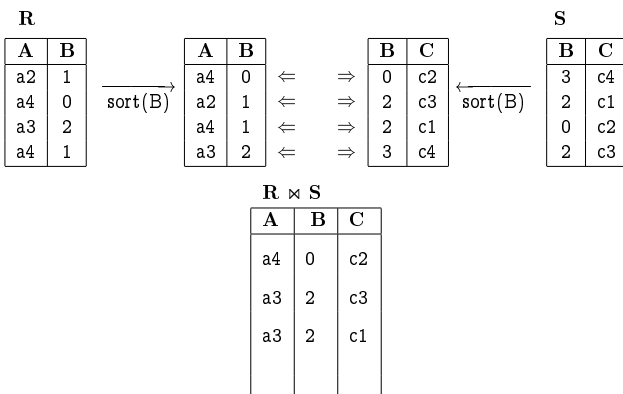 R S
A B A B B C B C
a2 1 a4 0 ⇐ ⇒ 0 c2 3 c4
a4 0 sort(B) a2 1 ⇐ ⇒ 2 c3 sort(B) 2 c1
a3 2 a4 1 ⇐ ⇒ 2 c1 0 c2
a4 1 a3 2 ⇐ ⇒ 3 c4 2 c3
R ⋈ S
A B C
a4 0 c2
a3 2 c3
a3 2 c1